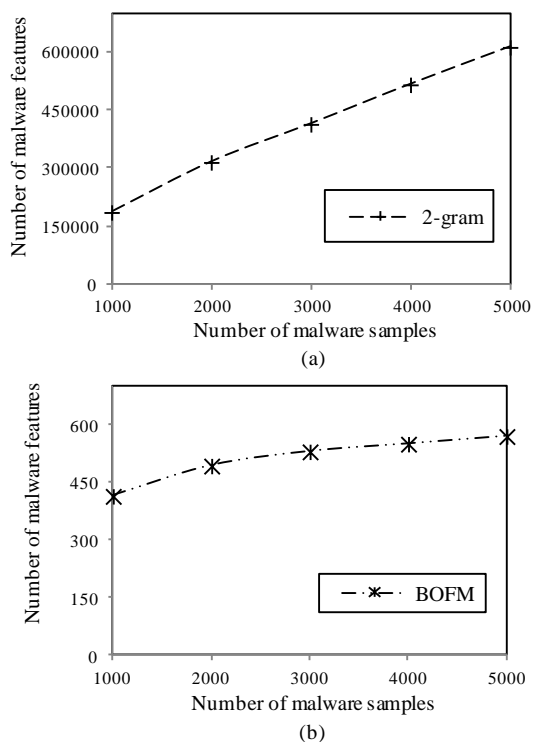 Number of malware features
600000
450000
300000
150000
0
2-gram
1000 2000 3000 4000 5000
Number of malware samples
(a)
Number of malware features
600
450
300
150
0
BOFM
1000 2000 3000 4000 5000
Number of malware samples
(b)